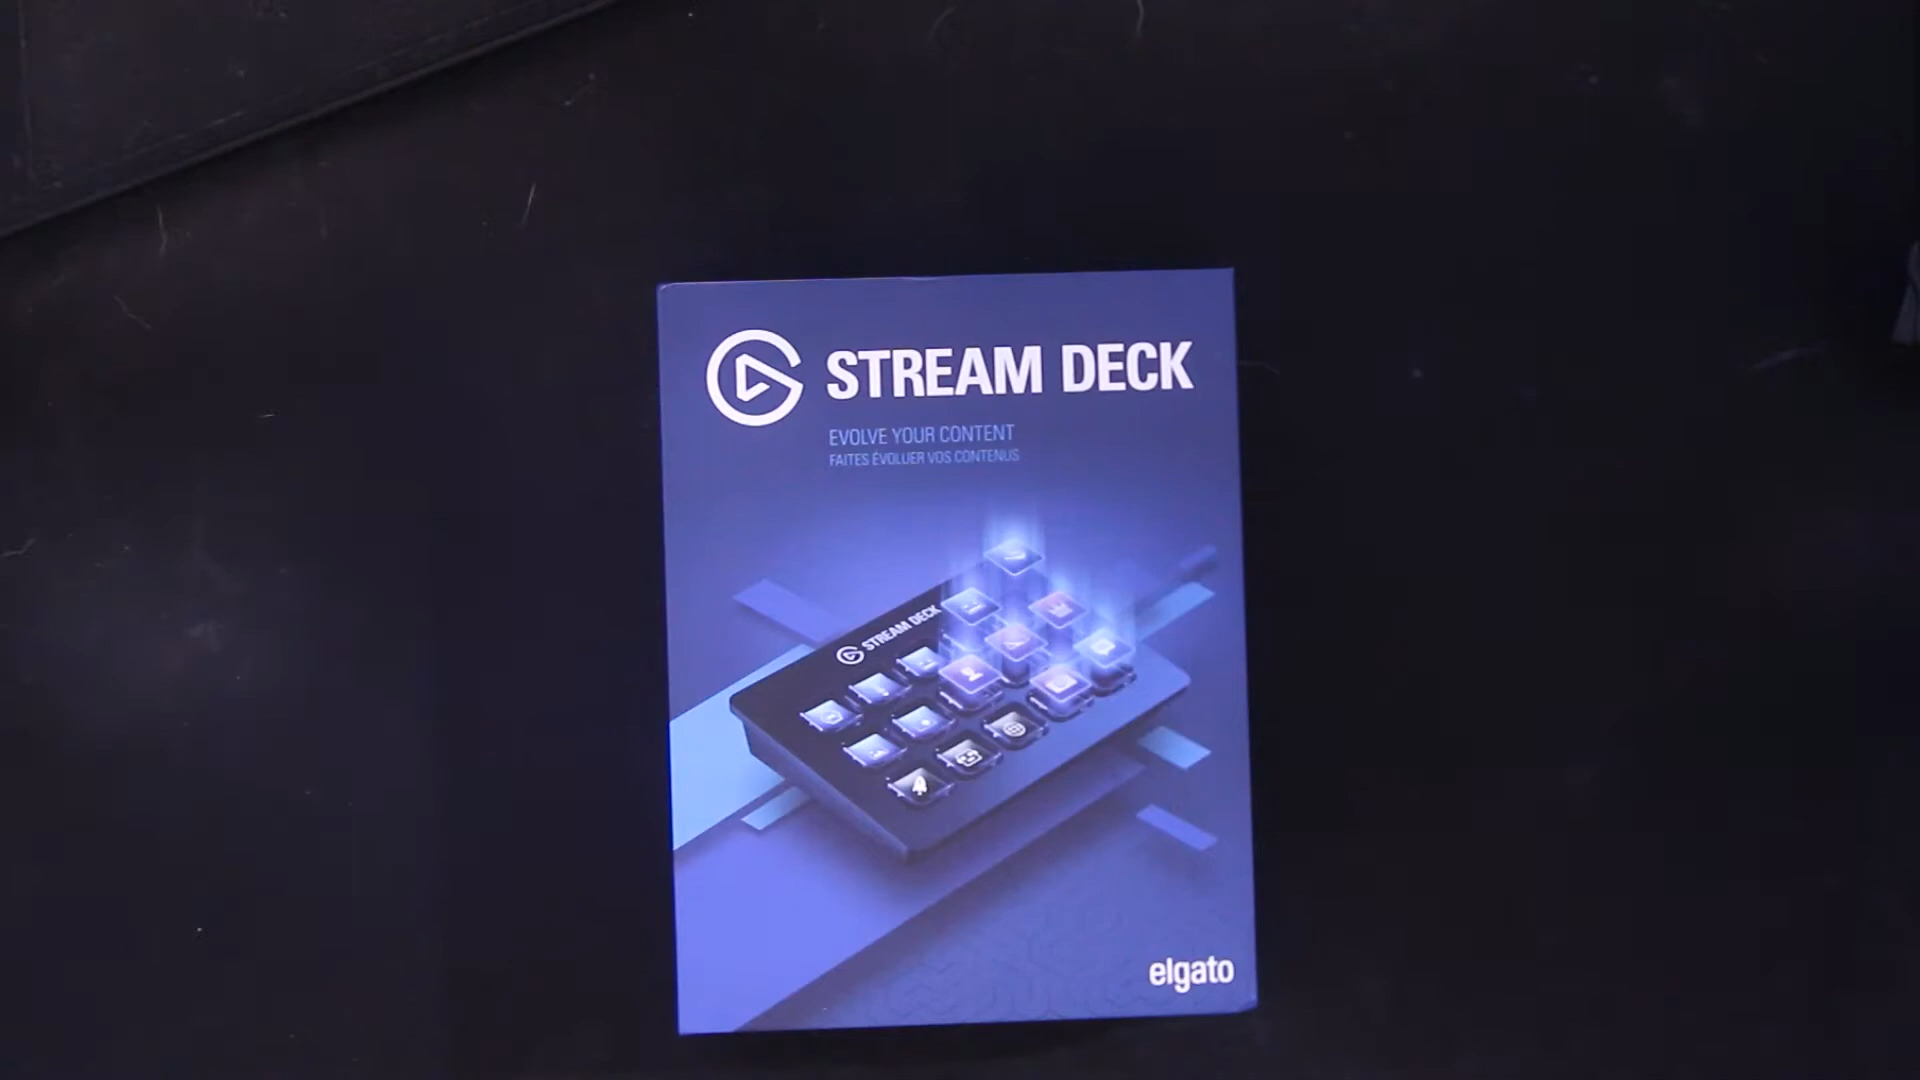 STREAM DECK
EVOLVE YOUR CONTENT
FAITES ÉVOLUER VOS CONTENUS
STREAM DECK
elgato